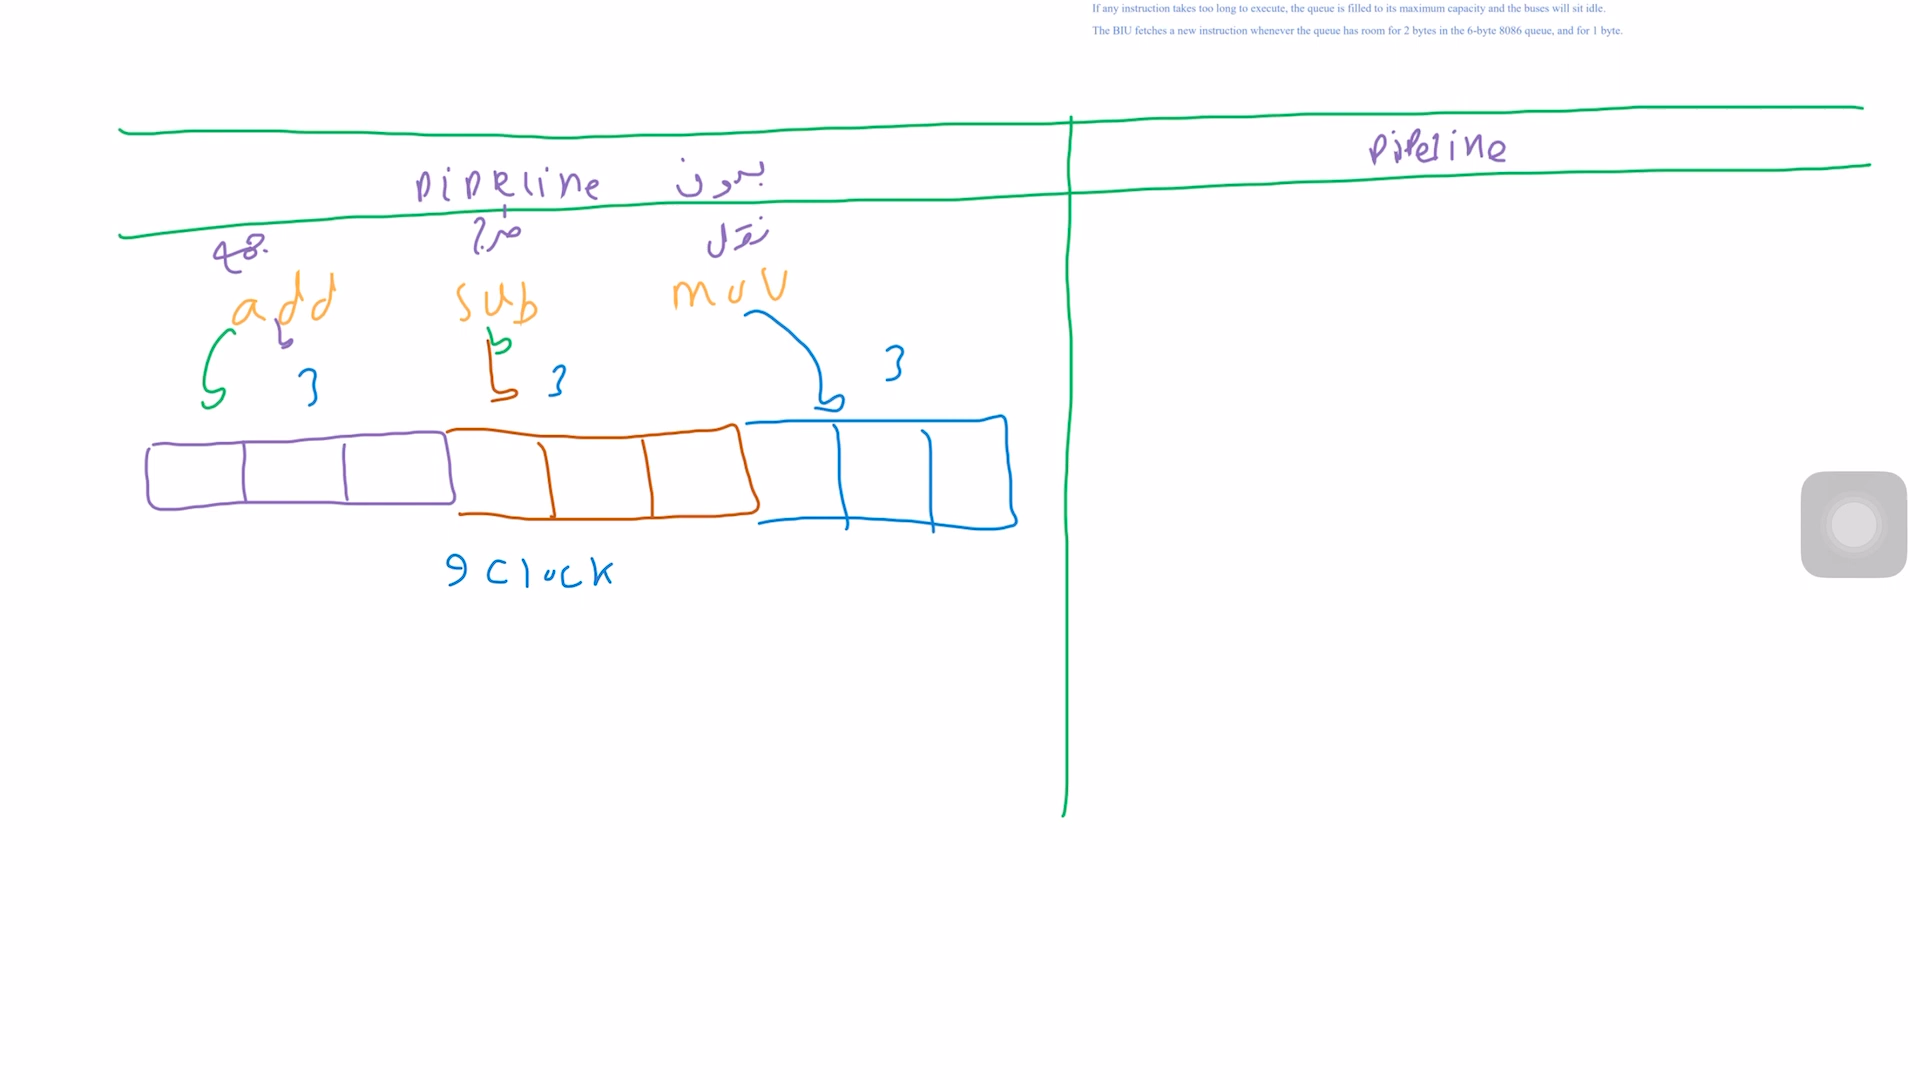 If any instruction takes too long to execute, the queue is filled to its maximum capacity and the buses will sit idle.
The BIU fetches a new instruction whenever the queue has room for 2 bytes in the 6-byte 8086 queue, and for 1 byte.
بدون pipeline
pipeline
جمع طرح نقل
add sub mov
3 3 3
9 Clock